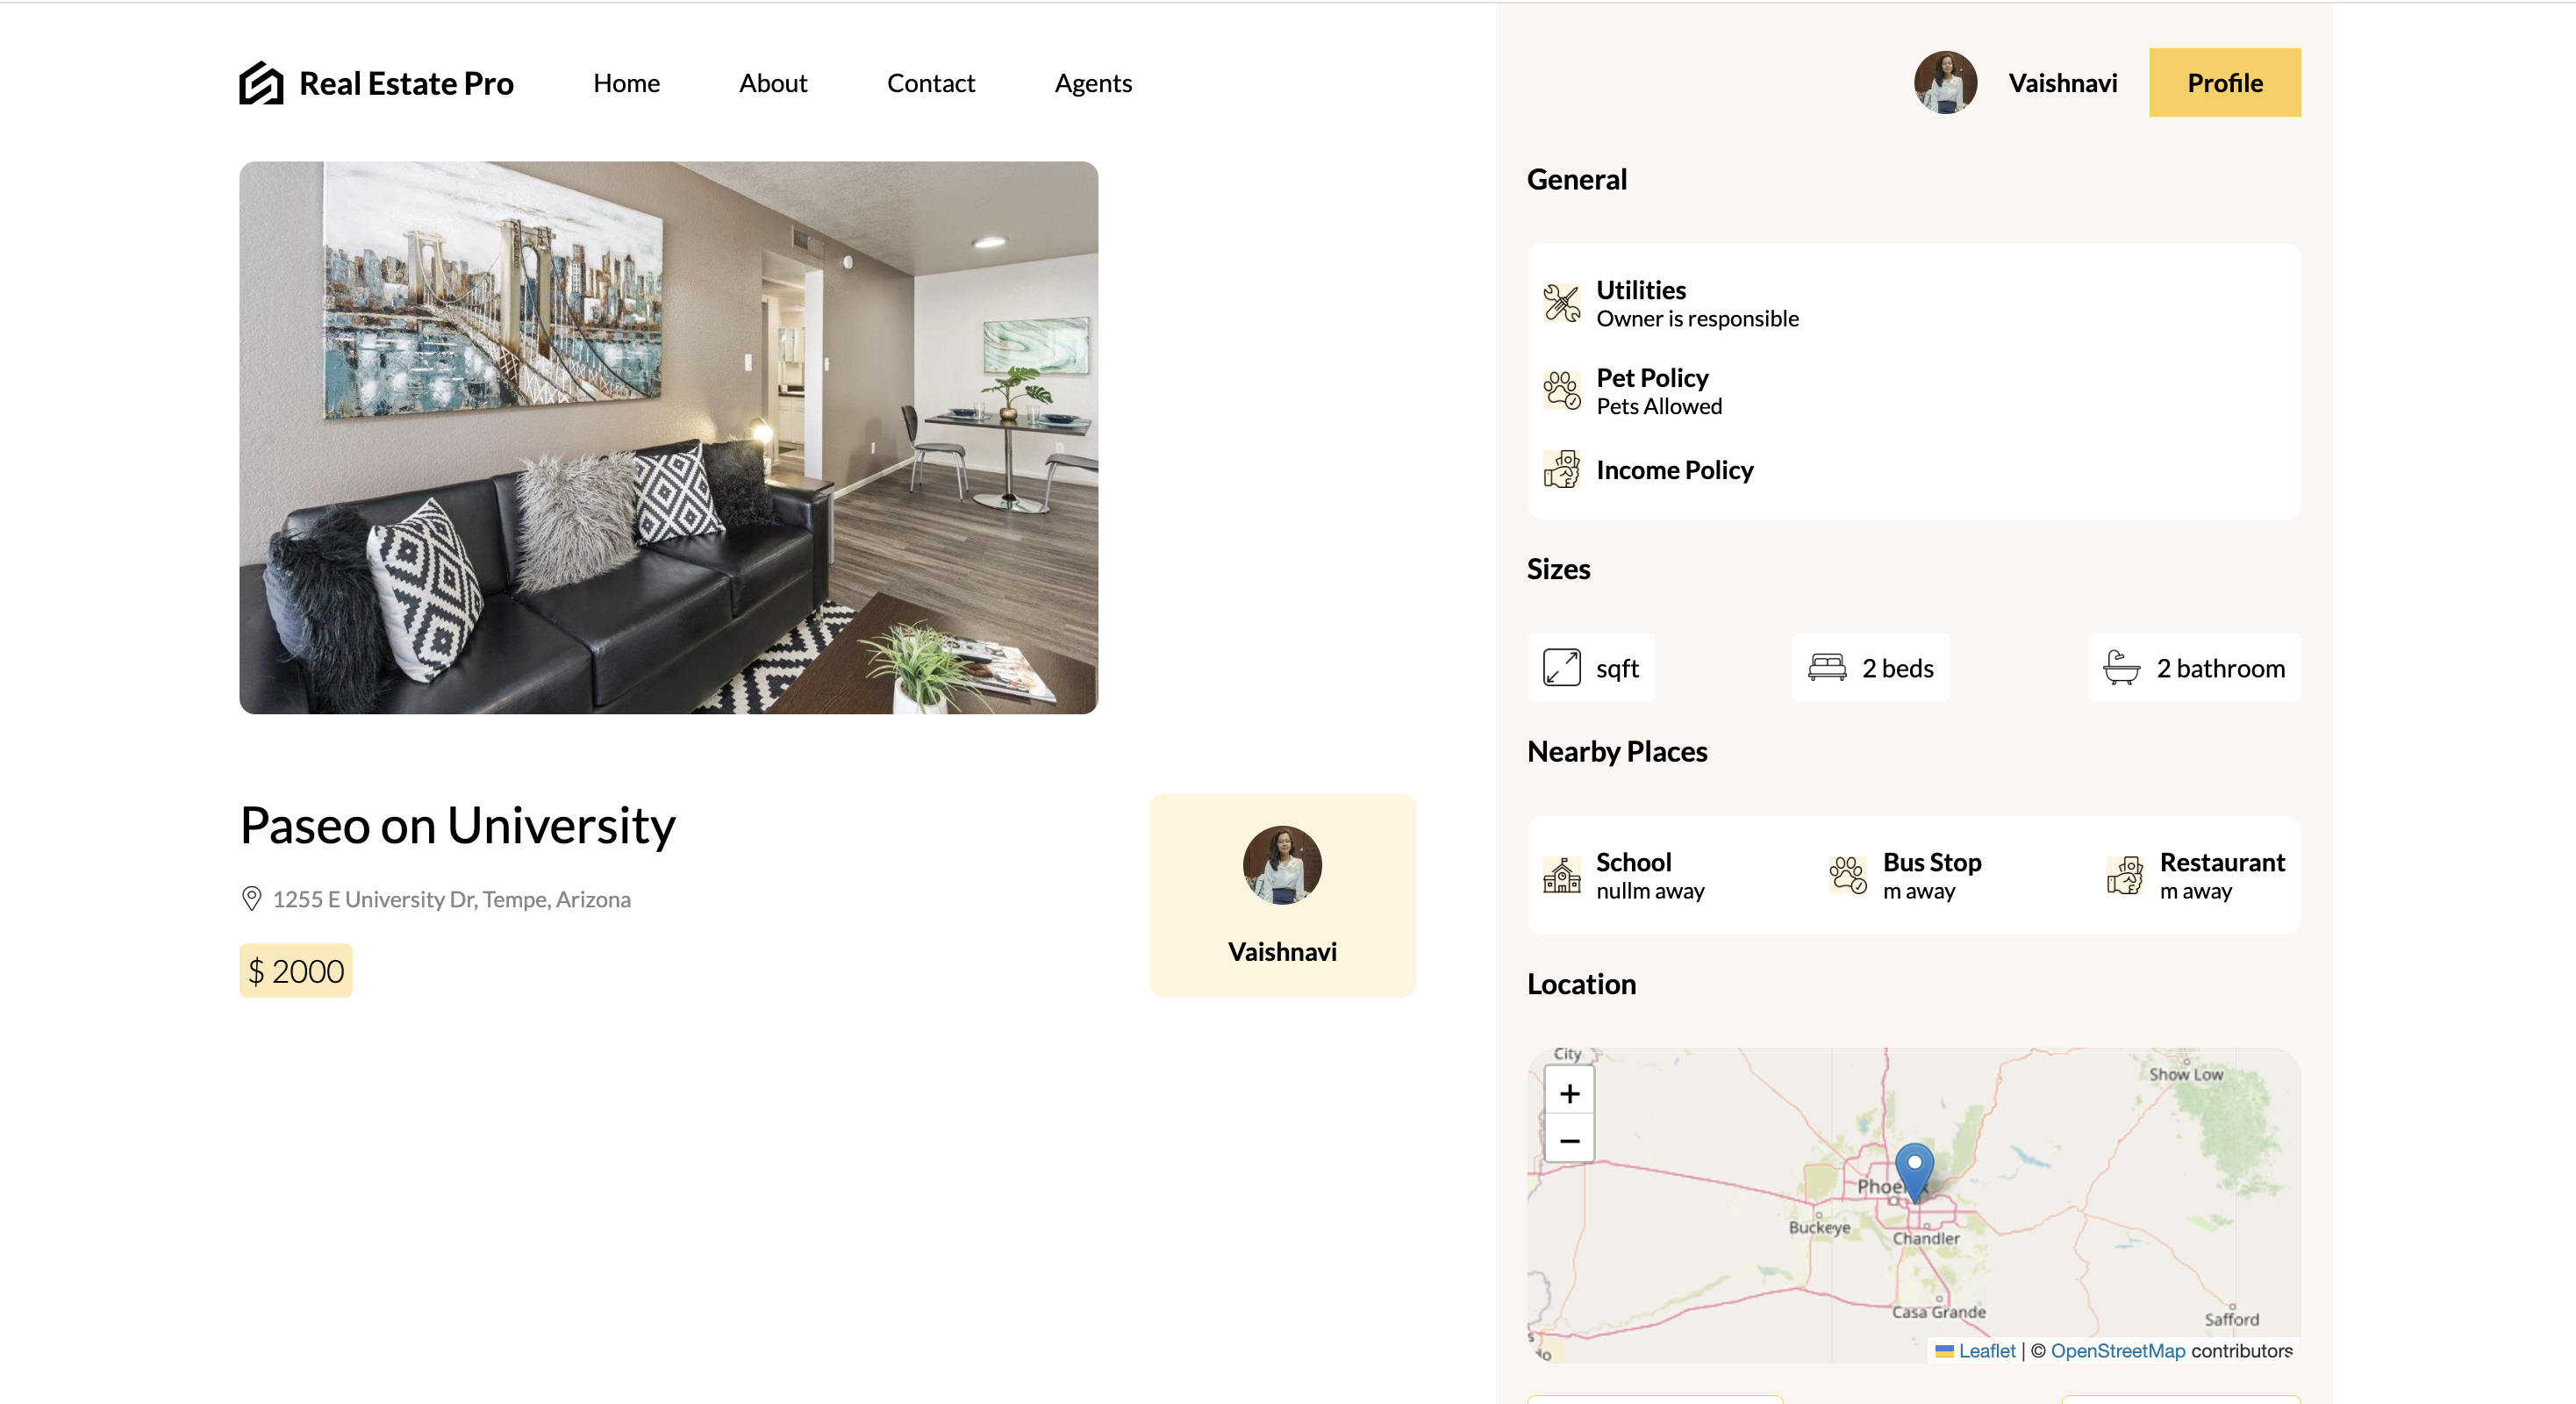 Real Estate Pro
Home
About
Contact
Agents
Vaishnavi
Profile
Paseo on University
1255 E University Dr, Tempe, Arizona
$ 2000
Vaishnavi
General
Utilities
Owner is responsible
Pet Policy
Pets Allowed
Income Policy
Sizes
sqft
2 beds
2 bathroom
Nearby Places
School
nullm away
Bus Stop
m away
Restaurant
m away
Location
City
+
−
Show Low
Buckeye
Chandler
Casa Grande
Safford
Leaflet | © OpenStreetMap contributors